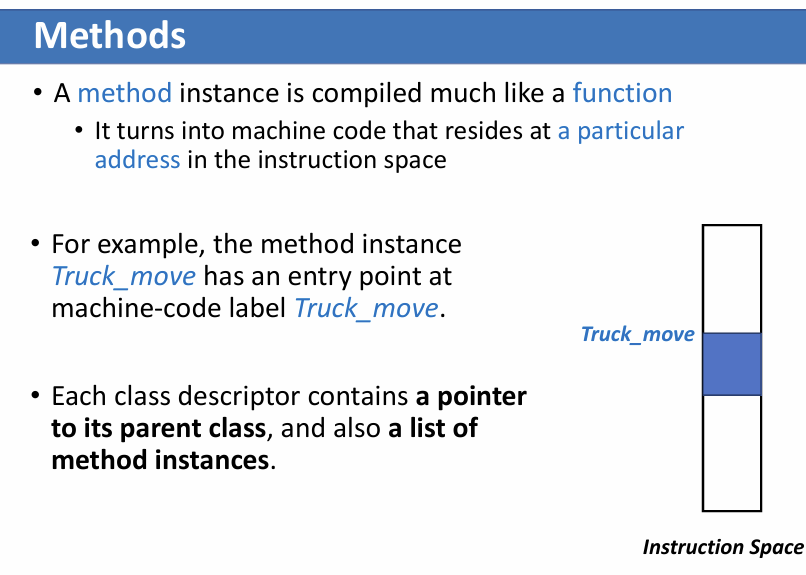 Methods
• A method instance is compiled much like a function
• It turns into machine code that resides at a particular
address in the instruction space
• For example, the method instance
Truck_move has an entry point at
machine-code label Truck_move.
Truck_move
• Each class descriptor contains a pointer
to its parent class, and also a list of
method instances.
Instruction Space